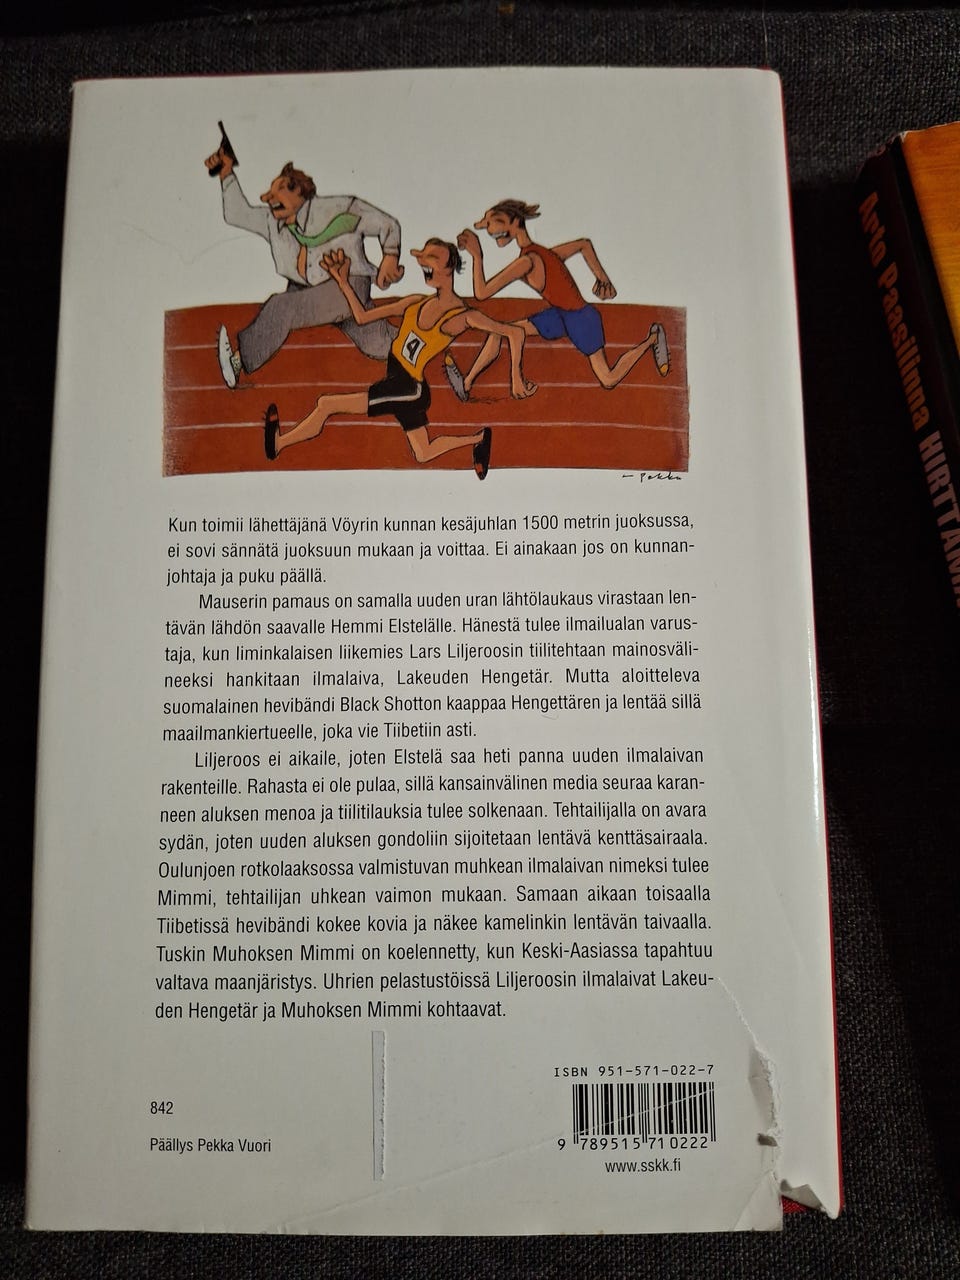 4
Pekka
Kun toimii lähettäjänä Vöyrin kunnan kesäjuhlan 1500 metrin juoksussa,
ei sovi sännätä juoksuun mukaan ja voittaa. Ei ainakaan jos on kunnan-
johtaja ja puku päällä.
Mauserin pamaus on samalla uuden uran lähtölaukaus virastaan len-
tävän lähdön saavalle Hemmi Elstelälle. Hänestä tulee ilmailualan varus-
taja, kun liminkalaisen liikemies Lars Liljeroosin tiilitehtaan mainosväli-
neeksi hankitaan ilmalaiva, Lakeuden Hengetär. Mutta aloitteleva
suomalainen hevibändi Black Shotton kaappaa Hengettären ja lentää sillä
maailmankiertueelle, joka vie Tiibetiin asti.
Liljeroos ei aikaile, joten Elstelä saa heti panna uuden ilmalaivan
rakenteille. Rahasta ei ole pulaa, sillä kansainvälinen media seuraa karan-
neen aluksen menoa ja tiilitilauksia tulee solkenaan. Tehtailijalla on avara
sydän, joten uuden aluksen gondoliin sijoitetaan lentävä kenttäsairaala.
Oulunjoen rotkolaaksossa valmistuvan muhkean ilmalaivan nimeksi tulee
Mimmi, tehtailijan uhkean vaimon mukaan. Samaan aikaan toisaalla
Tiibetissä hevibändi kokee kovia ja näkee kamelinkin lentävän taivaalla.
Tuskin Muhoksen Mimmi on koelennetty, kun Keski-Aasiassa tapahtuu
valtava maanjäristys. Uhrien pelastustöissä Liljeroosin ilmalaivat Lakeu-
den Hengetär ja Muhoksen Mimmi kohtaavat.
ISBN 951-571-022-7
842
9 789515 710222
Päällys Pekka Vuori
www.sskk.fi
Arto Paasilinna